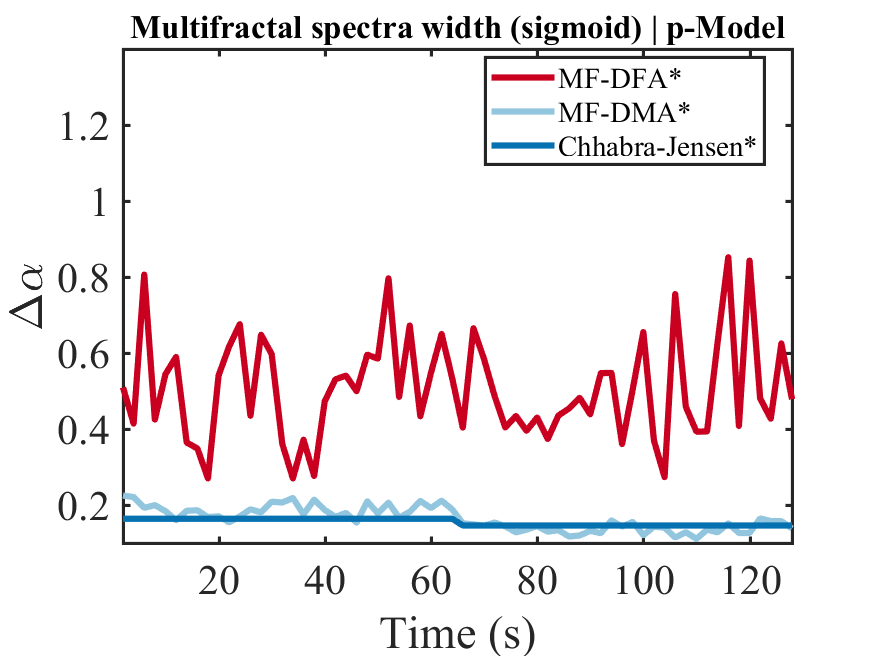 Multifractal spectra width (sigmoid) | p-Model
MF-DFA*
MF-DMA*
Chhabra-Jensen*
Δα
1.2
1
0.8
0.6
0.4
0.2
20 40 60 80 100 120
Time (s)